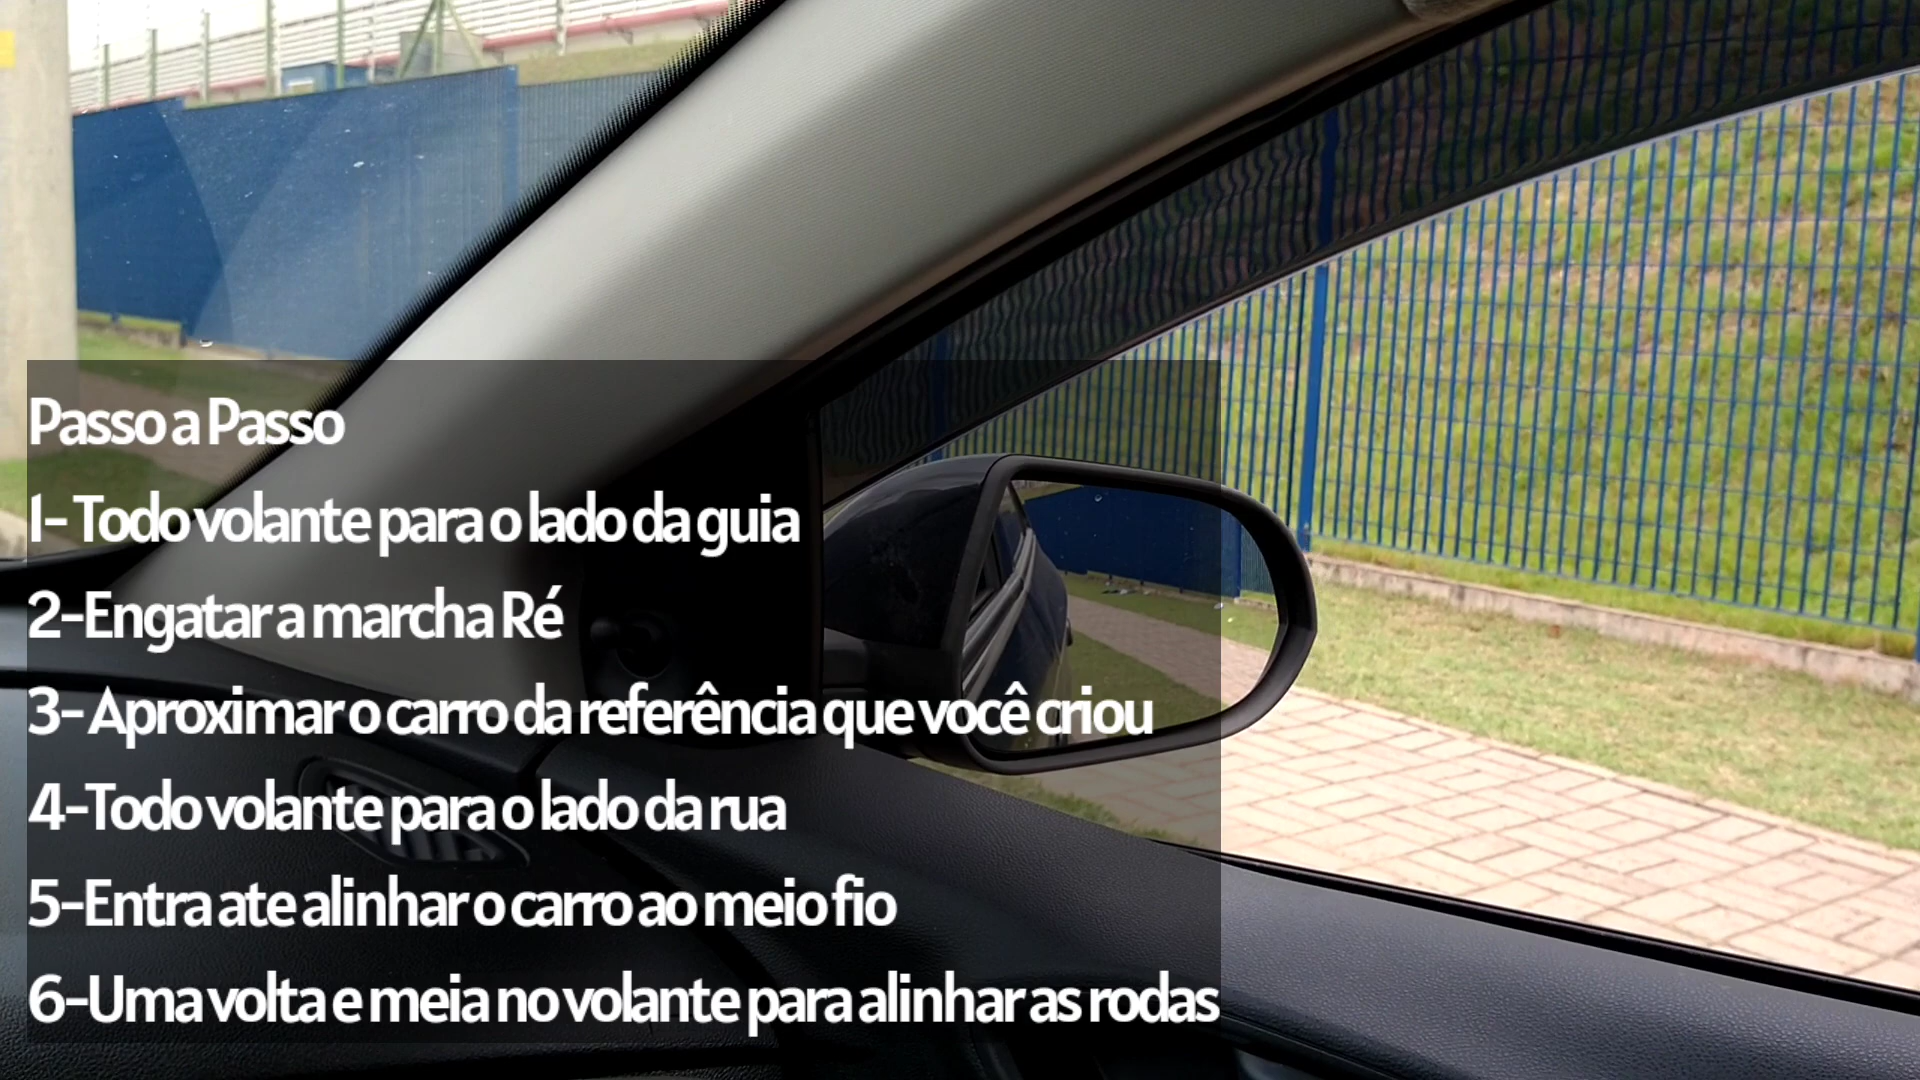 Passo a Passo
1- Todo volante para o lado da guia
2-Engatar a marcha Ré
3- Aproximar o carro da referência que você criou
4-Todo volante para o lado da rua
5-Entra ate alinhar o carro ao meio fio
6-Uma volta e meia no volante para alinhar as rodas